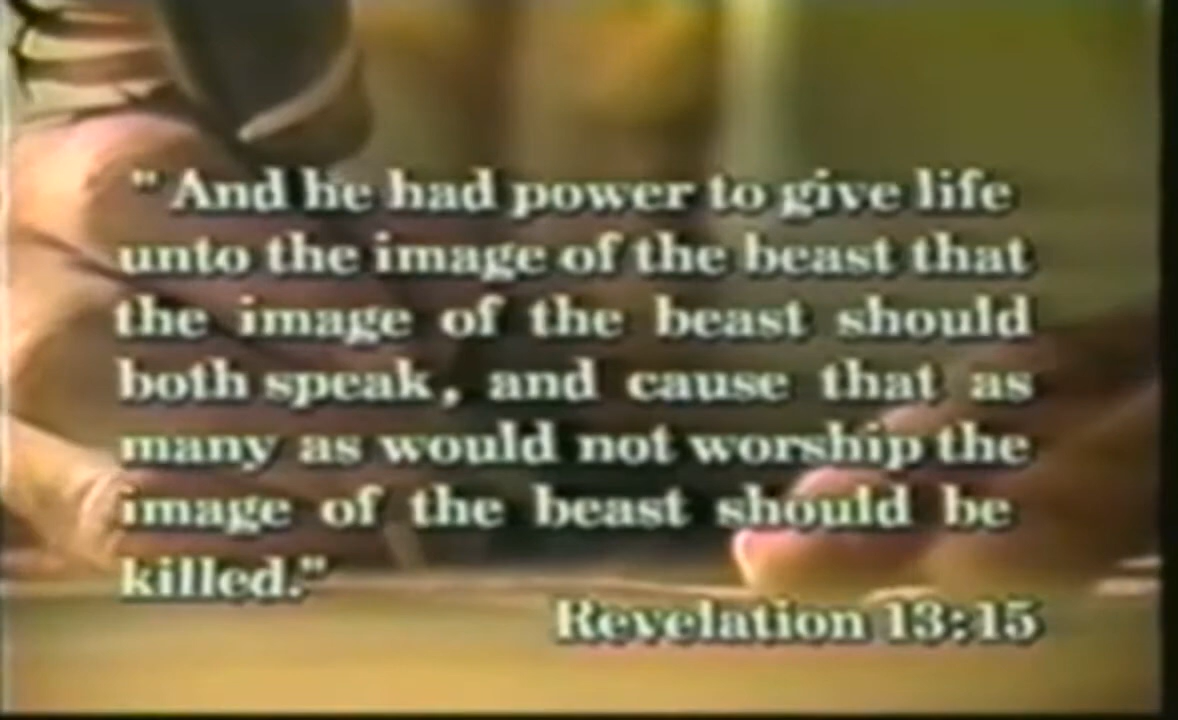 "And he had power to give life
unto the image of the beast that
the image of the beast should
both speak, and cause that as
many as would not worship the
image of the beast should be
killed."
Revelation 13:15